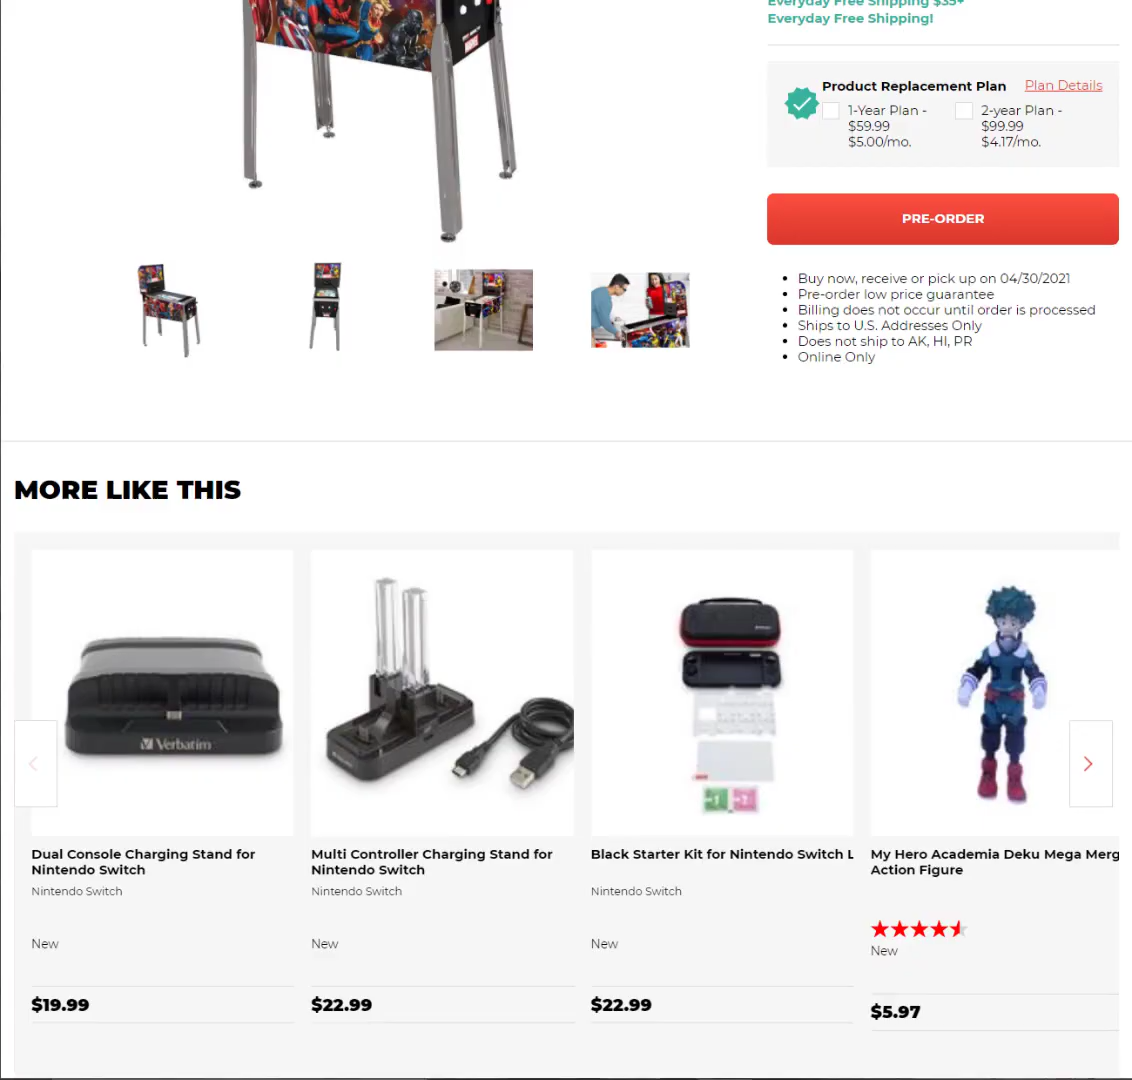 Everyday Free Shipping $35+
Everyday Free Shipping!
Product Replacement Plan
Plan Details
1-Year Plan -
$59.99
$5.00/mo.
2-year Plan -
$99.99
$4.17/mo.
PRE-ORDER
Buy now, receive or pick up on 04/30/2021
Pre-order low price guarantee
Billing does not occur until order is processed
Ships to U.S. Addresses Only
Does not ship to AK, HI, PR
Online Only
MARVEL
MORE LIKE THIS
Verbatim
Dual Console Charging Stand for
Nintendo Switch
Nintendo Switch
New
$19.99
Multi Controller Charging Stand for
Nintendo Switch
Nintendo Switch
New
$22.99
Black Starter Kit for Nintendo Switch L
Nintendo Switch
New
$22.99
My Hero Academia Deku Mega Merg
Action Figure
New
$5.97